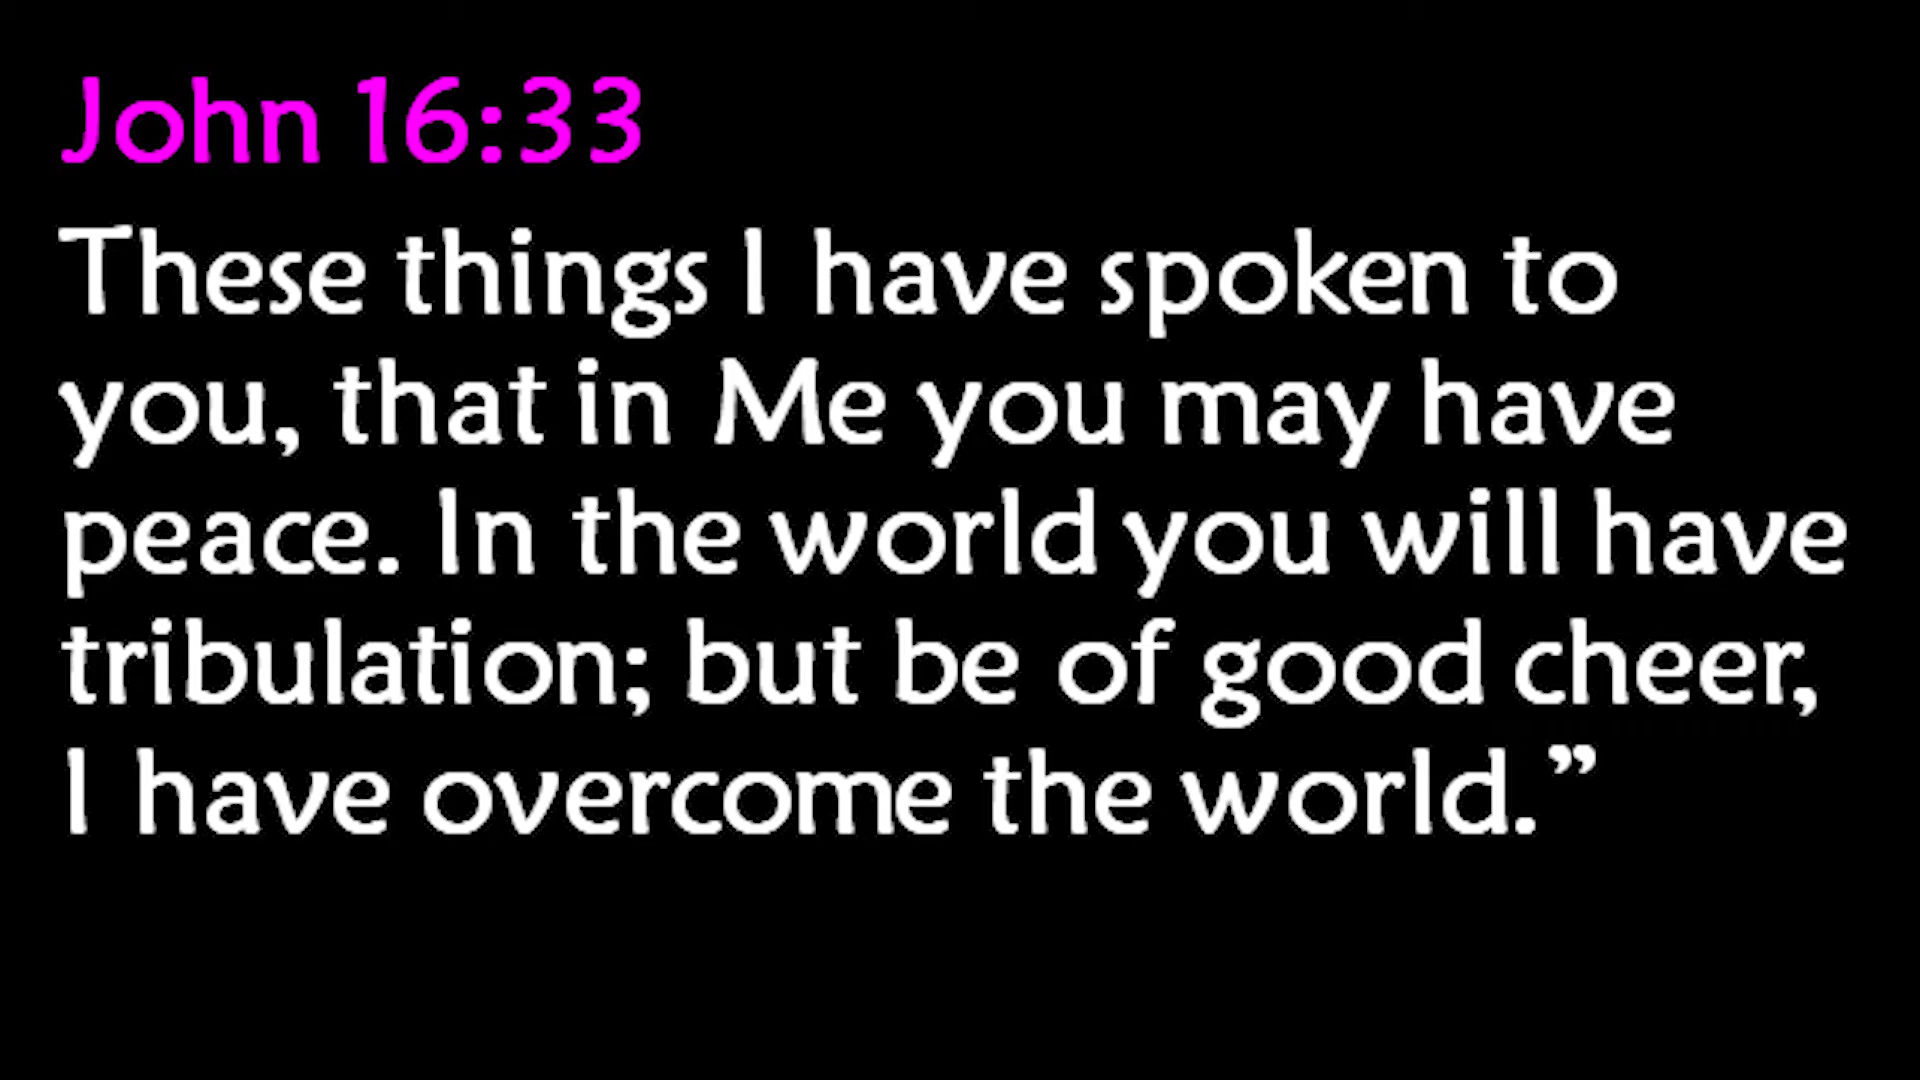 John 16:33
These things I have spoken to
you, that in Me you may have
peace. In the world you will have
tribulation; but be of good cheer,
I have overcome the world.”